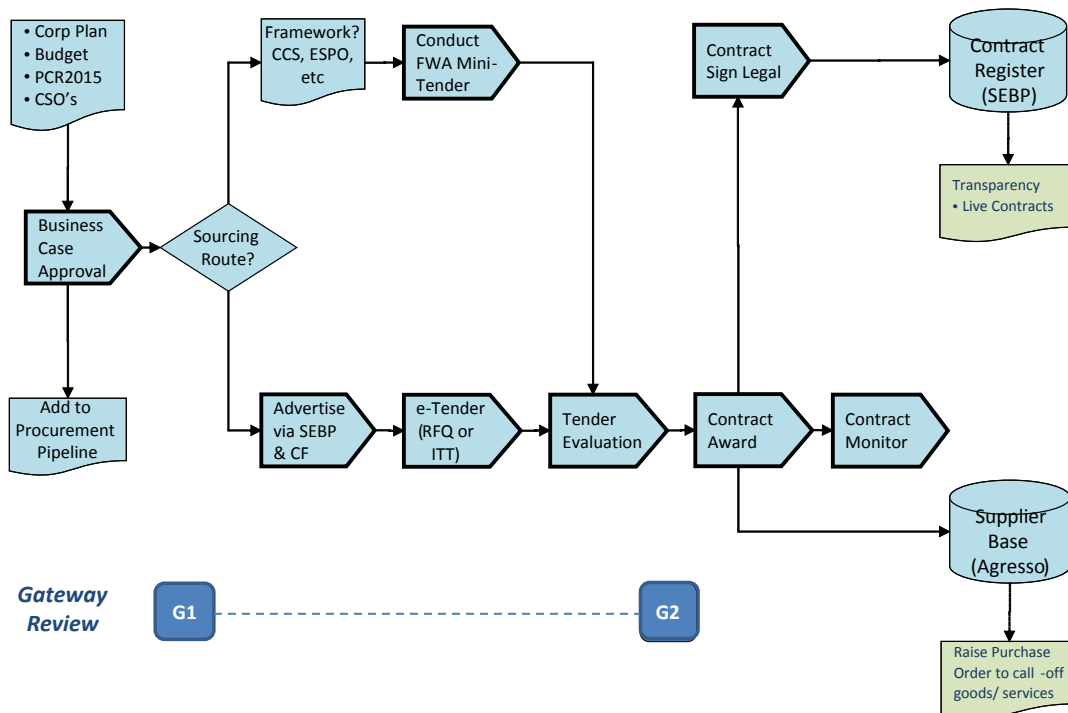 • Corp Plan
• Budget
• PCR2015
• CSO's
Framework?
CCS, ESPO,
etc
Conduct
FWA Mini-
Tender
Contract
Sign Legal
Contract
Register
(SEBP)
Transparency
• Live Contracts
Business
Case
Approval
Sourcing
Route?
Add to
Procurement
Pipeline
Advertise
via SEBP
& CF
e-Tender
(RFQ or
ITT)
Tender
Evaluation
Contract
Award
Contract
Monitor
Supplier
Base
(Agresso)
Gateway
Review
G1
G2
Raise Purchase
Order to call -off
goods/ services